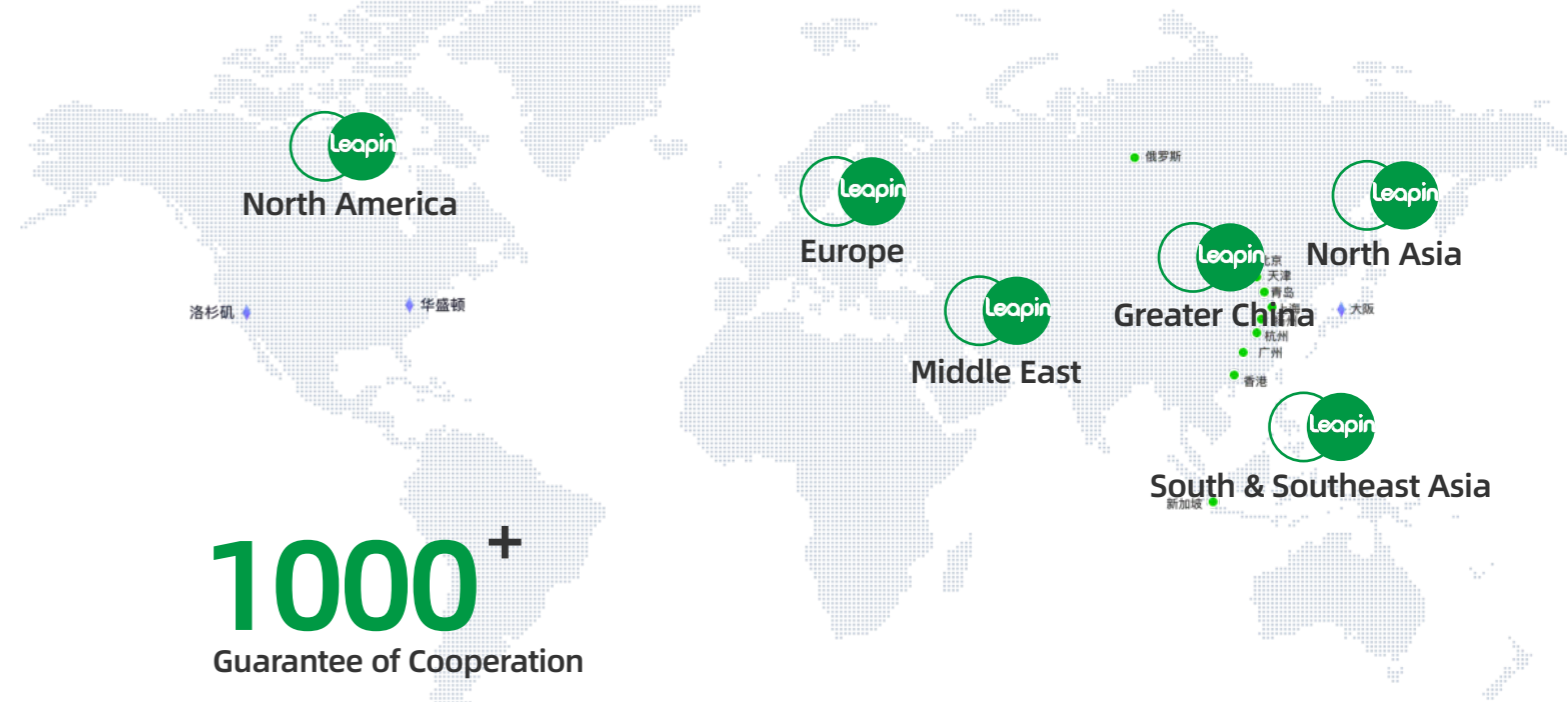 Leapin
North America
Leapin
Europe
俄罗斯
Leapin
North Asia
Leapin
北京
天津
青岛
Greater China
上海
杭州
广州
香港
大阪
Leapin
Middle East
洛杉矶
华盛顿
Leapin
South & Southeast Asia
新加坡
1000+
Guarantee of Cooperation